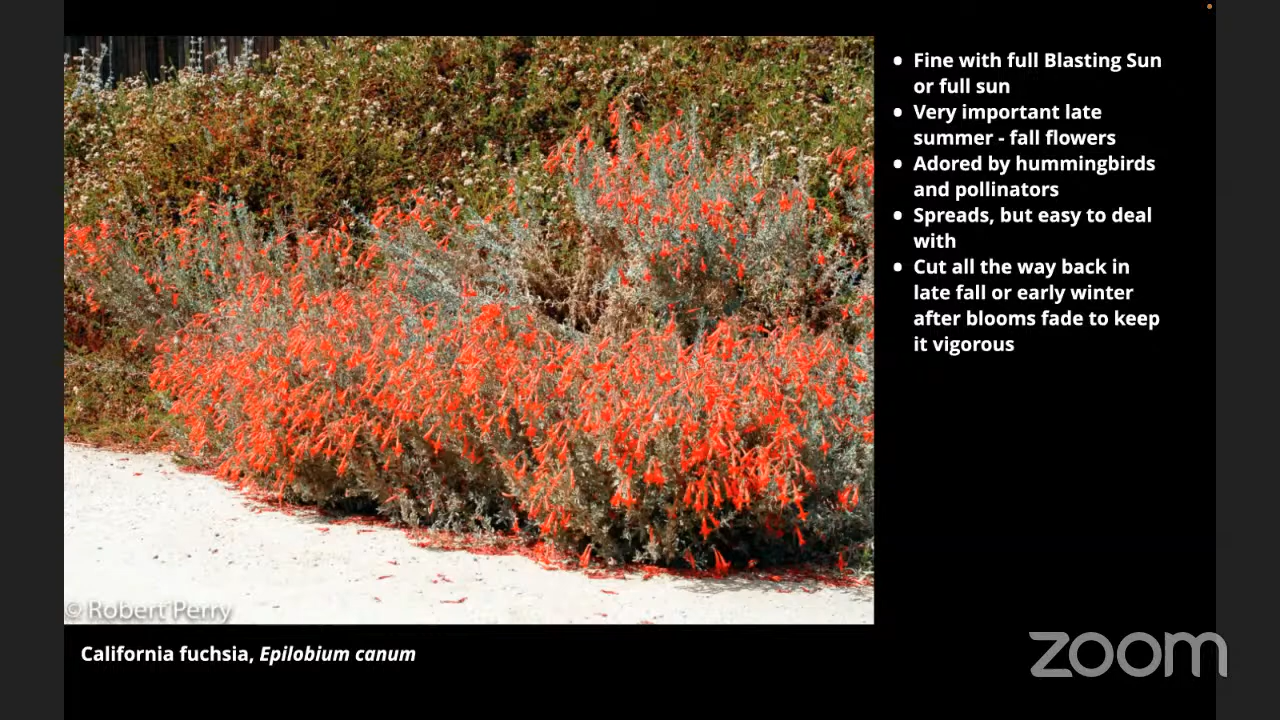 • Fine with full Blasting Sun
or full sun
• Very important late
summer - fall flowers
• Adored by hummingbirds
and pollinators
• Spreads, but easy to deal
with
• Cut all the way back in
late fall or early winter
after blooms fade to keep
it vigorous
© Robert Perry
California fuchsia, Epilobium canum
zoom